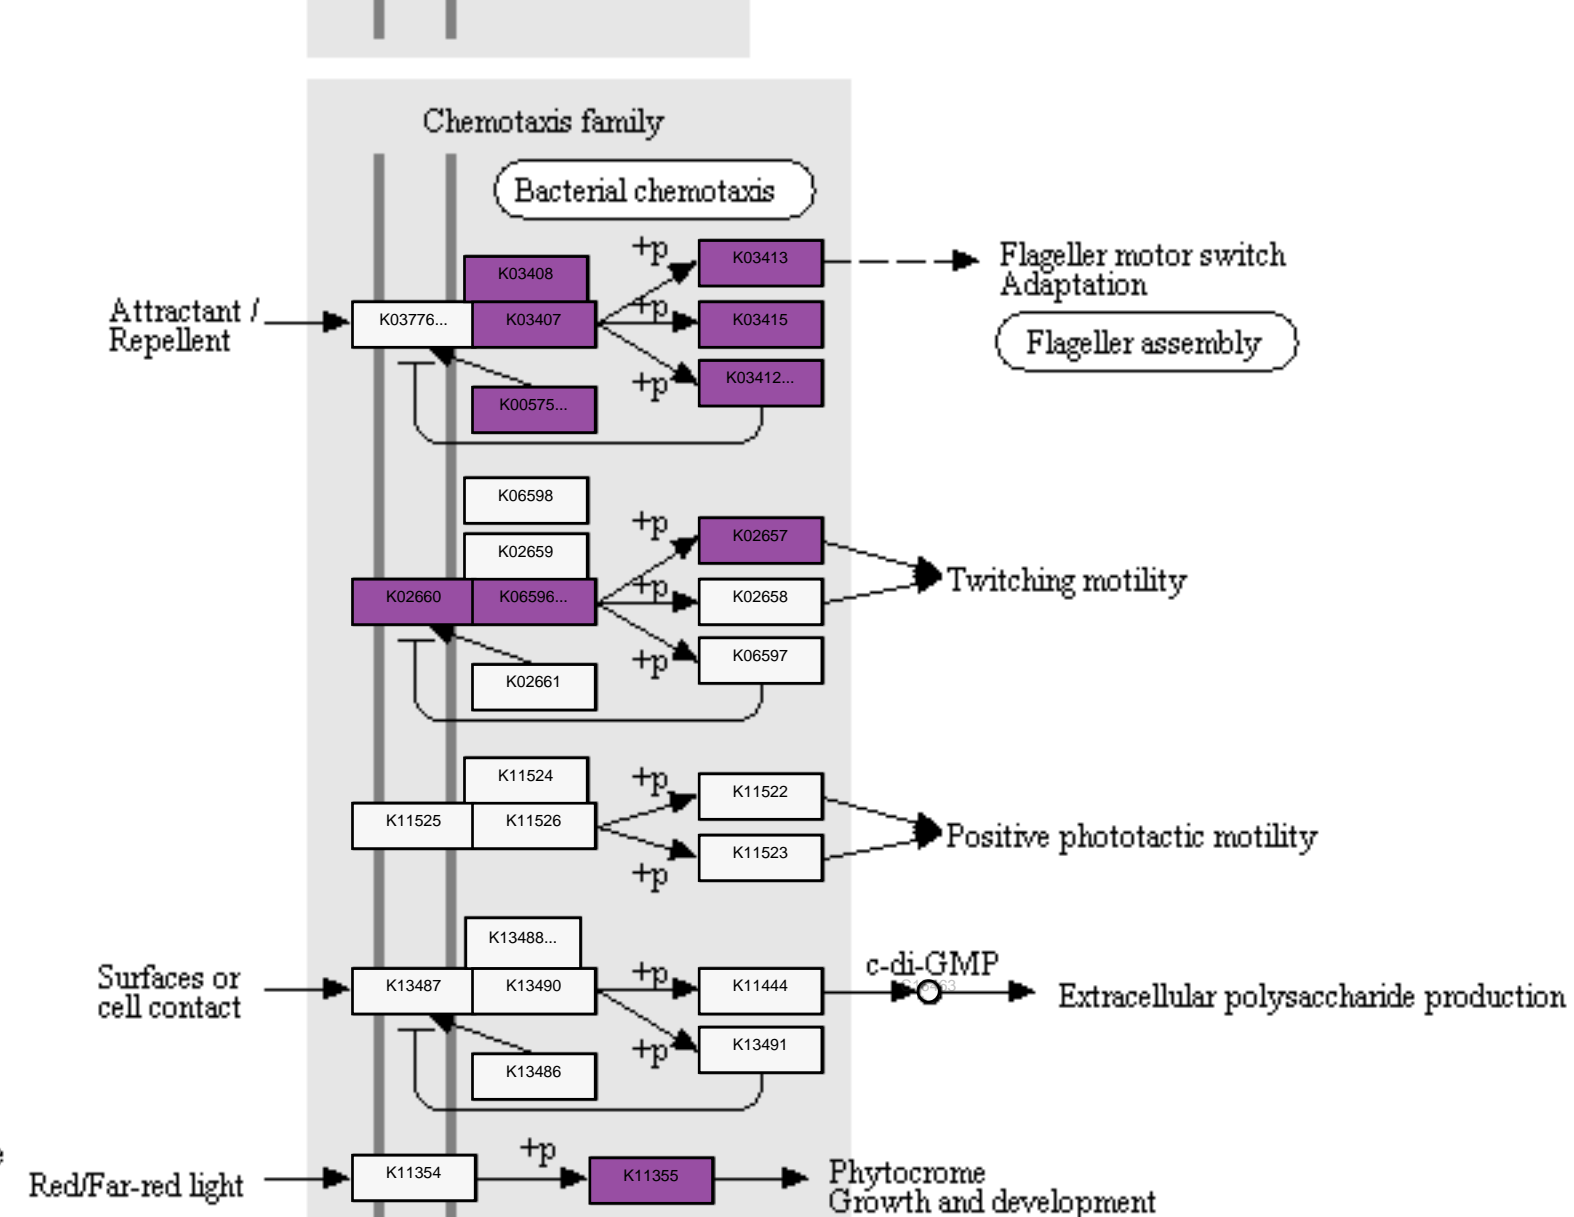 Chemotaxis family
Bacterial chemotaxis
+p
K03413
Flageller motor switch
Adaptation
K03408
Attractant /
Repellent
K03776...
K03407
+p
K03415
Flageller assembly
+p
K03412...
K00575...
K06598
+p
K02657
K02659
Twitching motility
K02660
K06596...
+p
K02658
+p
K06597
K02661
K11524
+p
K11522
K11525
K11526
Positive phototactic motility
K11523
+p
K13488...
Surfaces or
cell contact
K13487
K13490
+p
K11444
c-di-GMP
Extracellular polysaccharide production
+p
K13491
K13486
Red/Far-red light
K11354
+p
K11355
Phytocrome
Growth and development